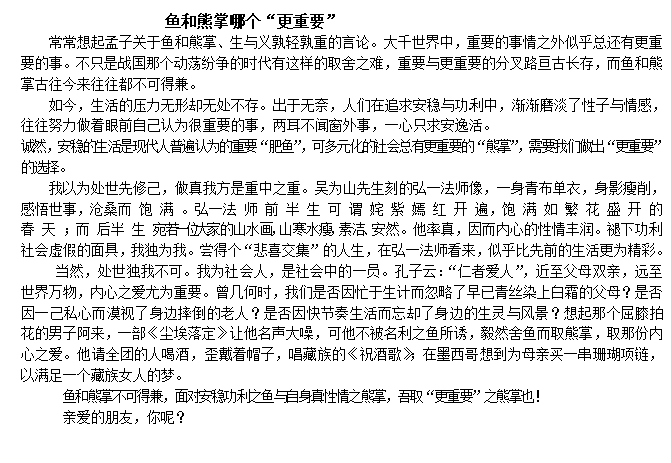 鱼和熊掌哪个“更重要”
常常想起孟子关于鱼和熊掌、生与义孰轻孰重的言论。大千世界中，重要的事情之外似乎总还有更重
要的事。不只是战国那个动荡纷争的时代有这样的取舍之难，重要与更重要的分叉路亘古长存，而鱼和熊
掌古往今来往往都不可得兼。
如今，生活的压力无形却无处不存。出于无奈，人们在追求安稳与功利中，渐渐磨淡了性子与情感，
往往努力做着眼前自己认为很重要的事，两耳不闻窗外事，一心只求安逸活。
诚然，安稳的生活是现代人普遍认为的重要“肥鱼”，可多元化的社会总有更重要的“熊掌”，需要我们做出“更重要”
的选择。
我以为处世先修己，做真我方是重中之重。吴为山先生刻的弘一法师像，一身青布单衣，身影瘦削，
感悟世事，沧桑而 饱 满 。弘一法 师 前 半 生 可 谓 姹 紫 嫣 红 开 遍，饱 满 如 繁 花 盛 开 的
春 天 ；而 后半 生 宛若一位大家的山水画，山寒水瘦，素洁、安然。他率真，因而内心的性情丰润。褪下功利
社会虚假的面具，我独为我。尝得个“悲喜交集”的人生，在弘一法师看来，似乎比先前的生活更为精彩。
当然，处世独我不可。我为社会人，是社会中的一员。孔子云：“仁者爱人”，近至父母双亲，远至
世界万物，内心之爱尤为重要。曾几何时，我们是否因忙于生计而忽略了早已青丝染上白霜的父母？是否
因一己私心而漠视了身边摔倒的老人？是否因快节奏生活而忘却了身边的生灵与风景？想起那个屈膝拍
花的男子阿来，一部《尘埃落定》让他名声大噪，可他不被名利之鱼所诱，毅然舍鱼而取熊掌，取那份内
心之爱。他请全团的人喝酒，歪戴着帽子，唱藏族的《祝酒歌》；在墨西哥想到为母亲买一串珊瑚项链，
以满足一个藏族女人的梦。
鱼和熊掌不可得兼，面对安稳功利之鱼与自身真性情之熊掌，吾取“更重要”之熊掌也！
亲爱的朋友，你呢？